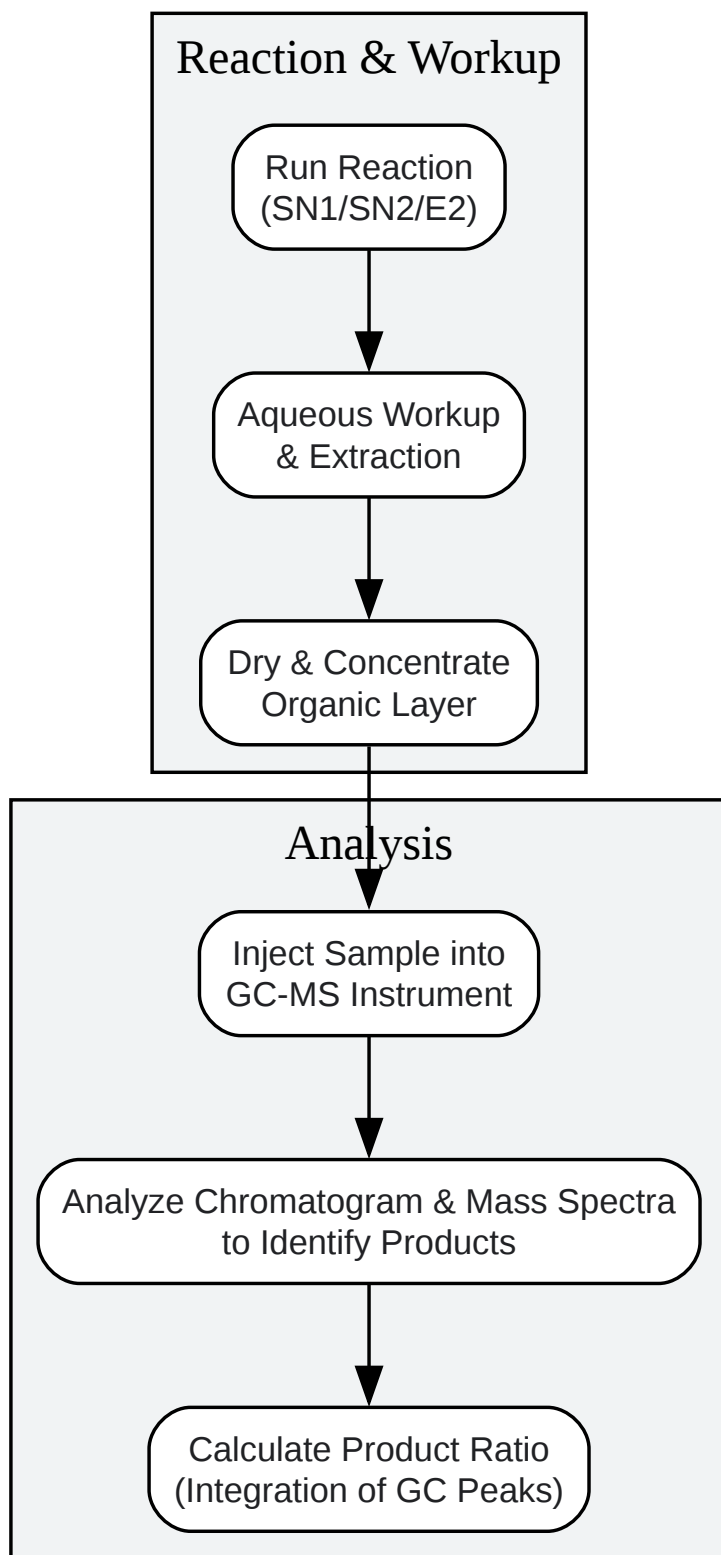 Reaction & Workup
Run Reaction
(SN1/SN2/E2)
Aqueous Workup
& Extraction
Dry & Concentrate
Organic Layer
Analysis
Inject Sample into
GC-MS Instrument
Analyze Chromatogram & Mass Spectra
to Identify Products
Calculate Product Ratio
(Integration of GC Peaks)